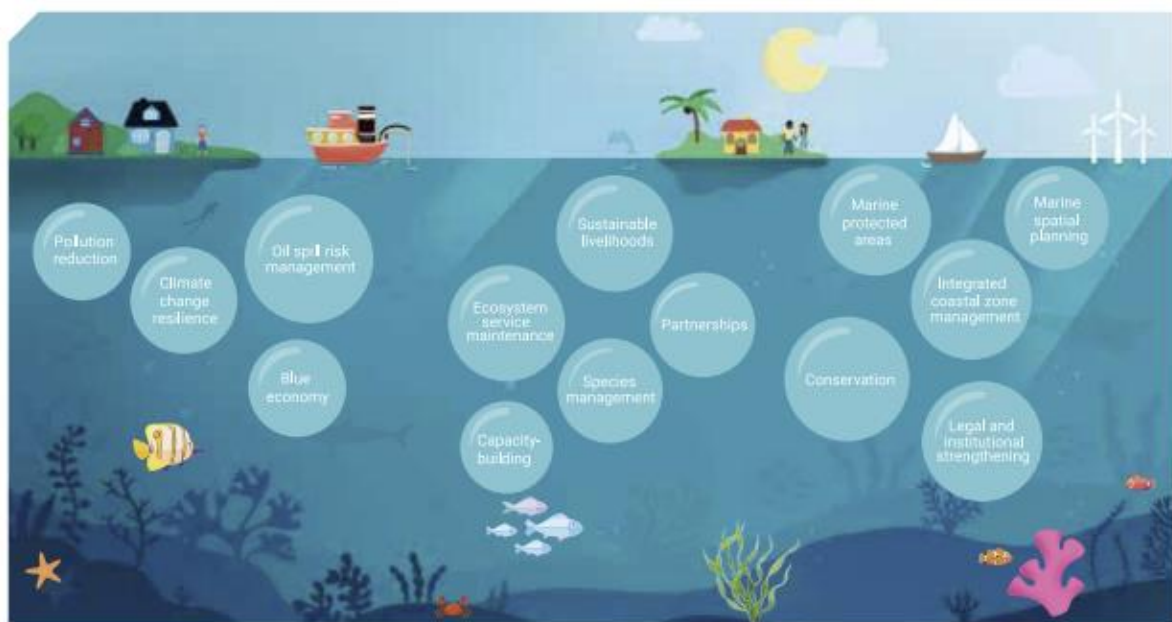 Pollution
reduction
Climate
change
resilience
Oil spill risk
management
Blue
economy
Sustainable
livelihoods
Ecosystem
service
maintenance
Partnerships
Species
management
Capacity-
building
Marine
protected
areas
Marine
spatial
planning
Integrated
coastal zone
management
Conservation
Legal and
institutional
strengthening